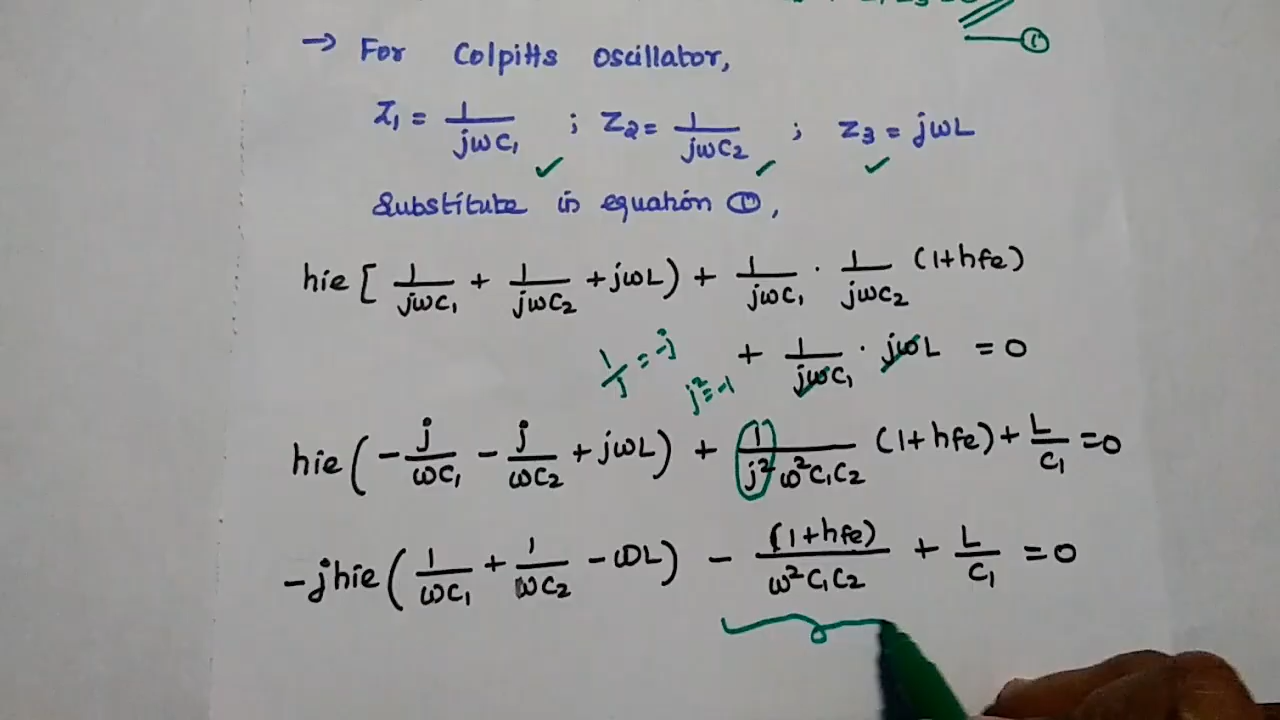 ①
→ For Colpitts oscillator,
Z₁ = 1/jωC₁ ; Z₂ = 1/jωC₂ ; Z₃ = jωL
Substitute in equation ①,
hie [ 1/jωC₁ + 1/jωC₂ + jωL ) + 1/jωC₁ · 1/jωC₂ (1+hfe)
+ 1/jωC₁ · jωL = 0
1/j = -j
j² = -1
hie ( - j/ωC₁ - j/ωC₂ + jωL ) + 1/j²ω²C₁C₂ (1+hfe) + L/C₁ = 0
-jhie ( 1/ωC₁ + 1/ωC₂ - ωL ) - (1+hfe)/ω²C₁C₂ + L/C₁ = 0